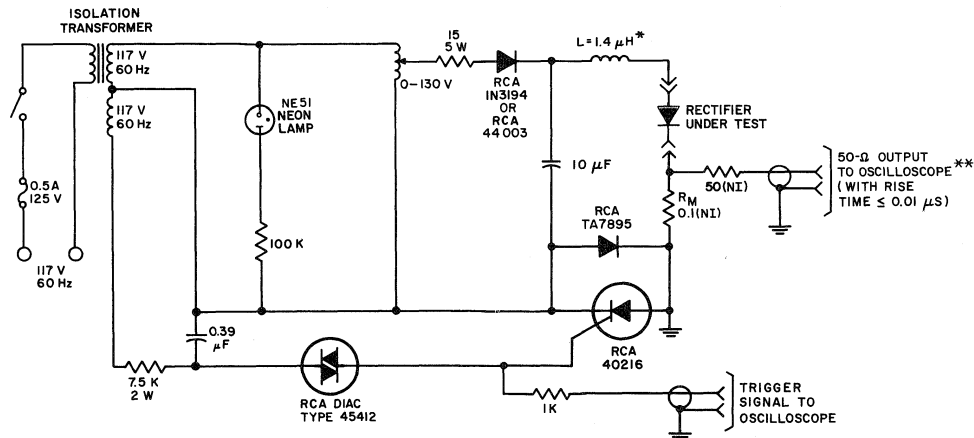 ISOLATION
TRANSFORMER
117 V
60 Hz
117 V
60 Hz
0.5A
125 V
117 V
60 Hz
NE51
NEON
LAMP
100 K
0-130 V
15
5 W
RCA
IN3194
OR
RCA
44003
L=1.4 μH*
RECTIFIER
UNDER TEST
10 μF
50(NI)
50-Ω OUTPUT
TO OSCILLOSCOPE**
(WITH RISE
TIME ≤ 0.01 μS)
RM
0.1(NI)
RCA
TA7895
0.39
μF
7.5 K
2 W
RCA DIAC
TYPE 45412
RCA
40216
1K
TRIGGER
SIGNAL TO
OSCILLOSCOPE